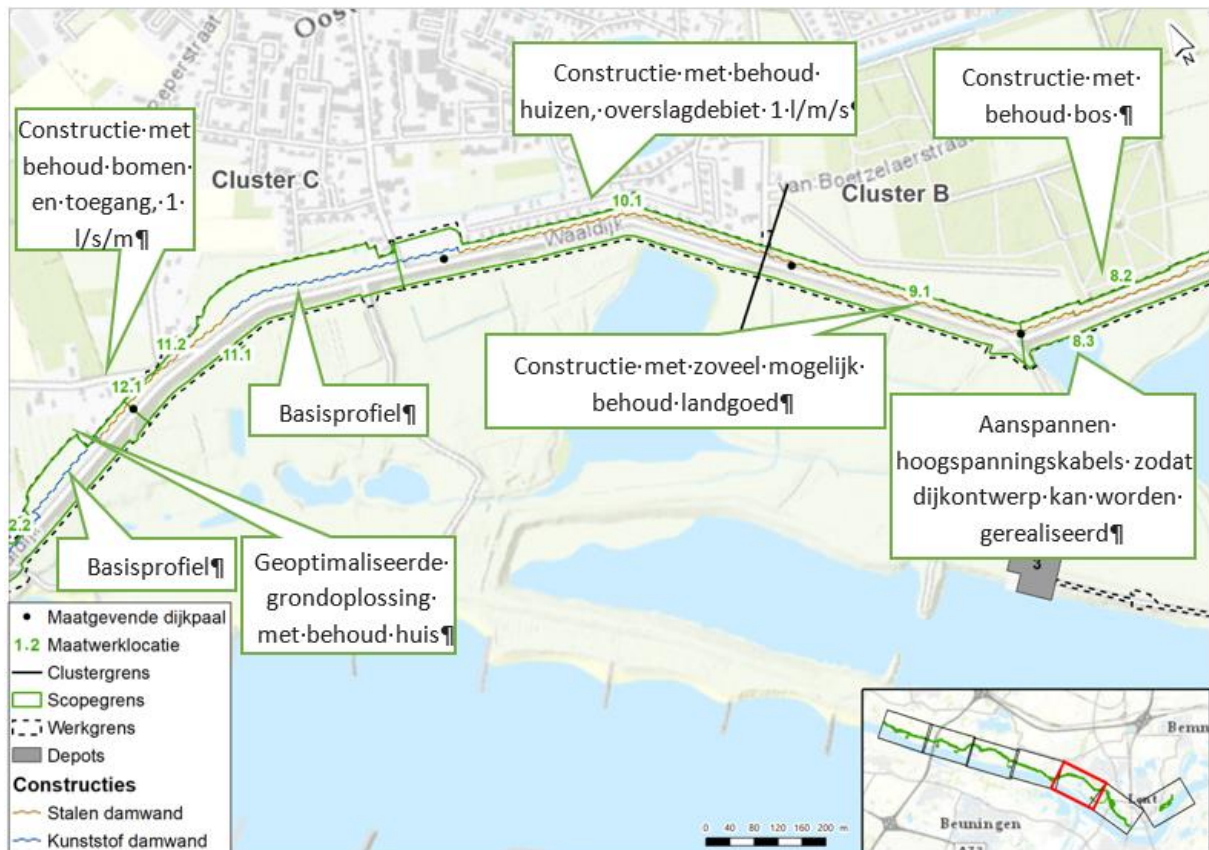 Oost
eperstraat
Constructie·met·behoud·
huizen,·overslagdebiet·1·l/m/s¶
Constructie·met·
behoud·bos·¶
N
Constructie·met·
behoud·bomen·
en·toegang,·1·
l/s/m¶
Cluster C
van Boetzelaerstraat
Cluster B
10.1
Waaldijk
8.2
9.1
8.3
11.2
11.1
12.1
Constructie·met·zoveel·mogelijk·
behoud·landgoed¶
Basisprofiel¶
Aanspannen·
hoogspanningskabels·zodat·
dijkontwerp·kan·worden·
gerealiseerd¶
2.2
Basisprofiel¶
Geoptimaliseerde·
grondoplossing·
met·behoud·huis¶
3
Maatgevende dijkpaal
1.2 Maatwerklocatie
Clustergrens
Scopegrens
Werkgrens
Depots
Constructies
Stalen damwand
Kunststof damwand
0 40 80 120 160 200 m
Bemm
Lent
Beuningen
A73